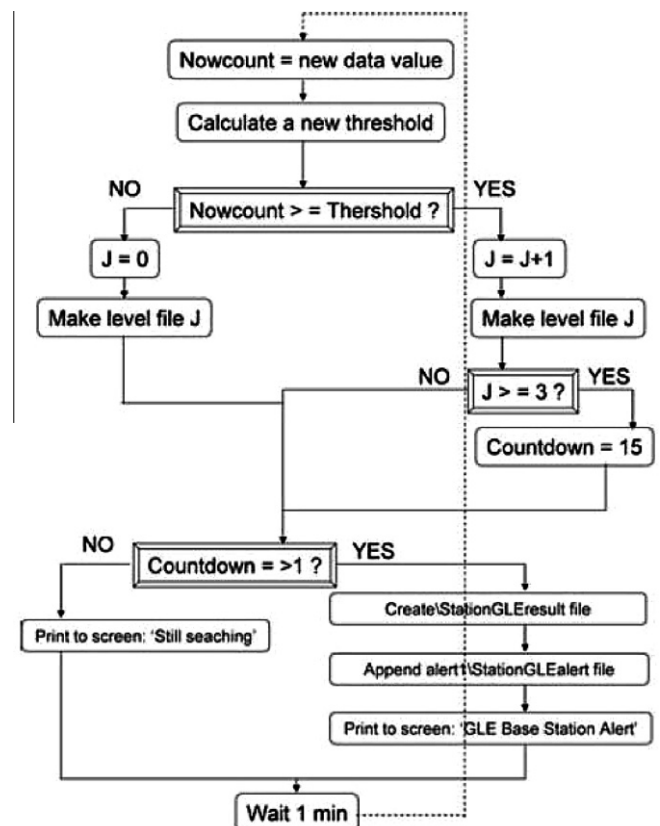 Nowcount = new data value
Calculate a new threshold
NO
YES
Nowcount > = Thershold ?
J = 0
J = J+1
Make level file J
Make level file J
NO
YES
J > = 3 ?
Countdown = 15
NO
YES
Countdown = >1 ?
Create\StationGLEresult file
Print to screen: 'Still seaching'
Append alert1\StationGLEalert file
Print to screen: 'GLE Base Station Alert'
Wait 1 min